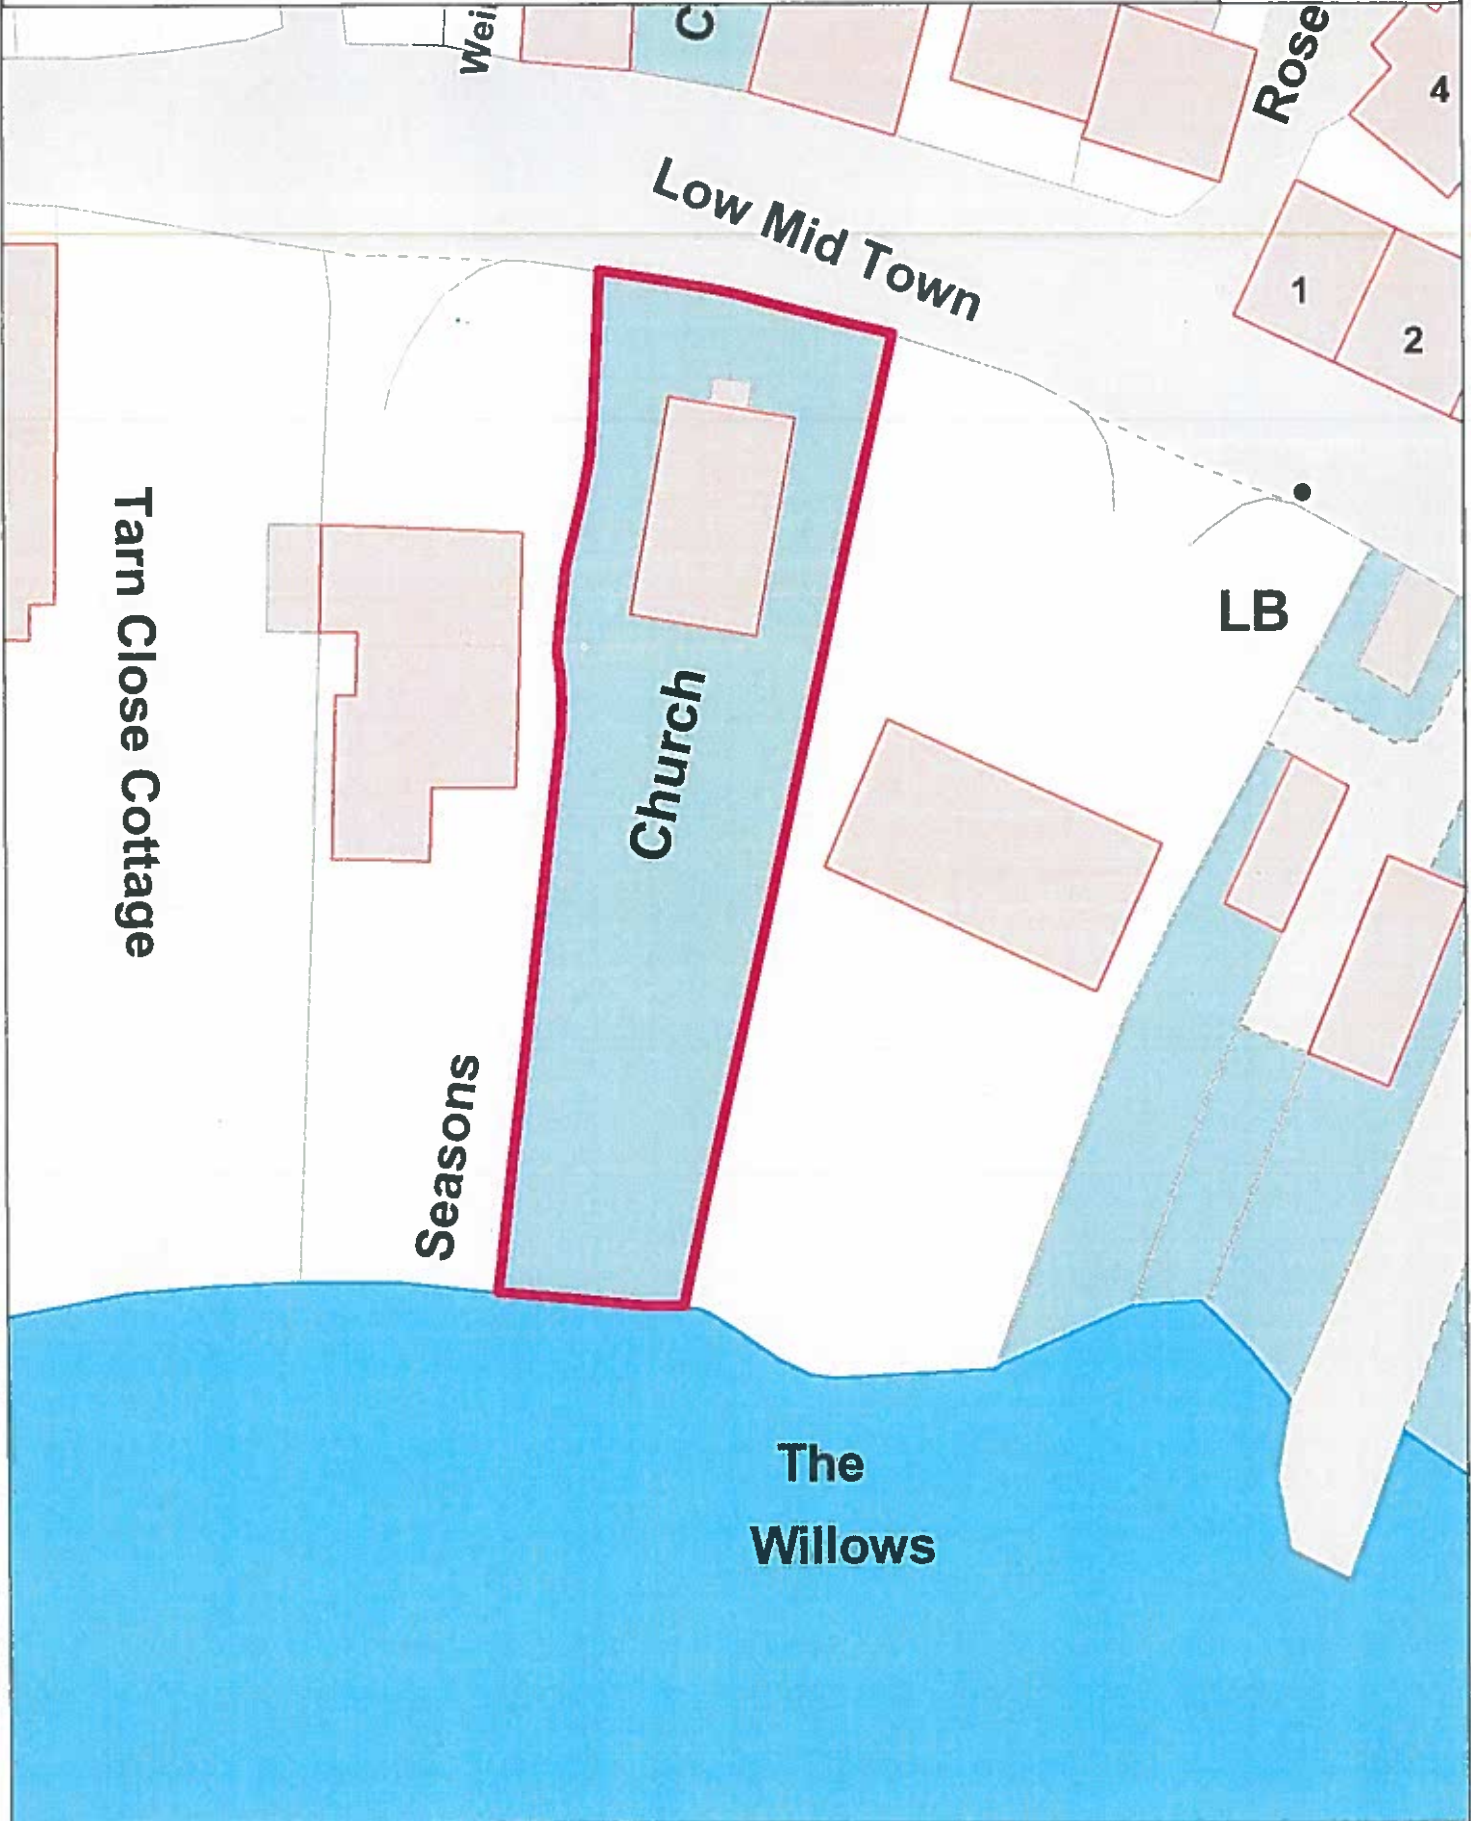 C
Rose
4
Low Mid Town
1
2
Tarn Close Cottage
LB
Church
Seasons
The
Willows